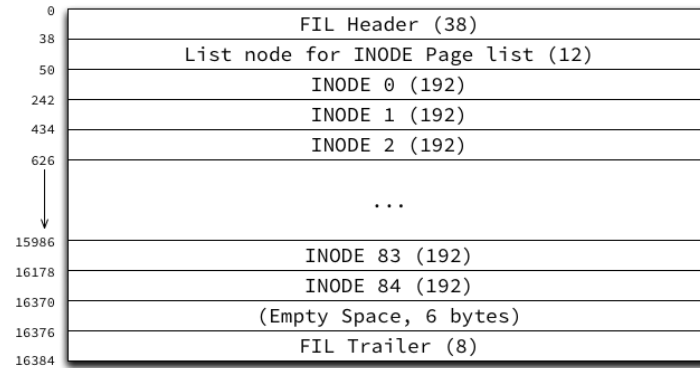 0
FIL Header (38)
38
List node for INODE Page list (12)
50
INODE 0 (192)
242
INODE 1 (192)
434
INODE 2 (192)
626
...
15986
INODE 83 (192)
16178
INODE 84 (192)
16370
(Empty Space, 6 bytes)
16376
FIL Trailer (8)
16384